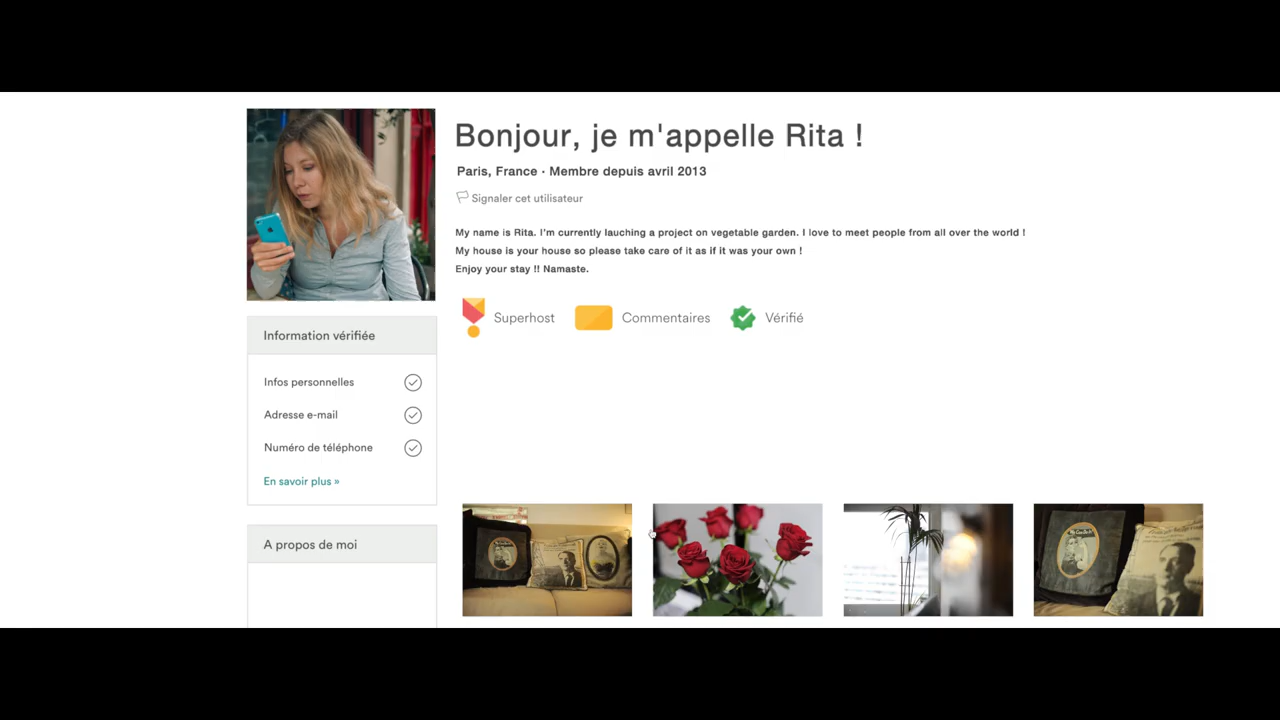 Bonjour, je m'appelle Rita !
Paris, France · Membre depuis avril 2013
Signaler cet utilisateur
My name is Rita. I'm currently lauching a project on vegetable garden. I love to meet people from all over the world !
My house is your house so please take care of it as if it was your own !
Enjoy your stay !! Namaste.
Superhost
Commentaires
Vérifié
Information vérifiée
Infos personnelles
Adresse e-mail
Numéro de téléphone
En savoir plus »
A propos de moi